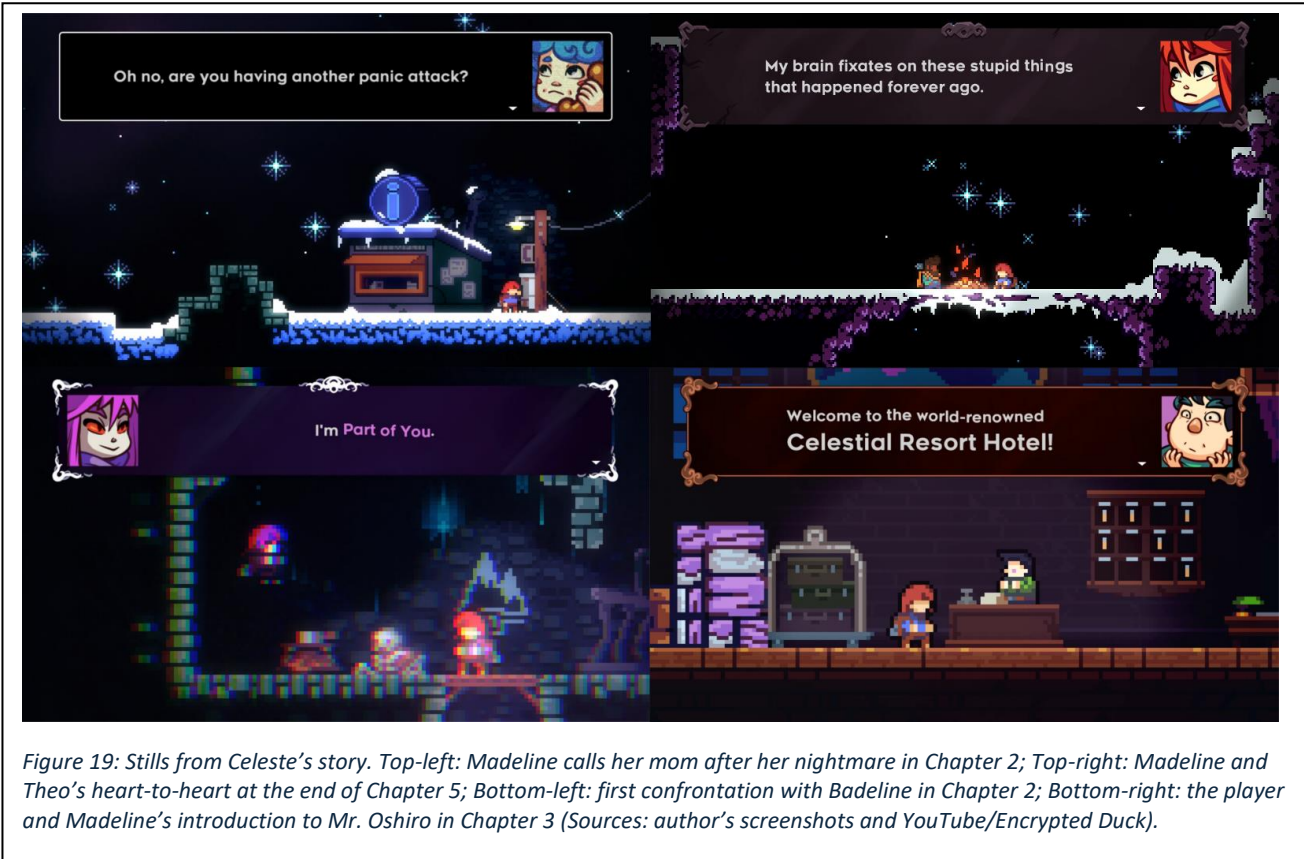 Oh no, are you having another panic attack?
My brain fixates on these stupid things
that happened forever ago.
i
I'm Part of You.
Welcome to the world-renowned
Celestial Resort Hotel!
Figure 19: Stills from Celeste’s story. Top-left: Madeline calls her mom after her nightmare in Chapter 2; Top-right: Madeline and
Theo’s heart-to-heart at the end of Chapter 5; Bottom-left: first confrontation with Badeline in Chapter 2; Bottom-right: the player
and Madeline’s introduction to Mr. Oshiro in Chapter 3 (Sources: author’s screenshots and YouTube/Encrypted Duck).